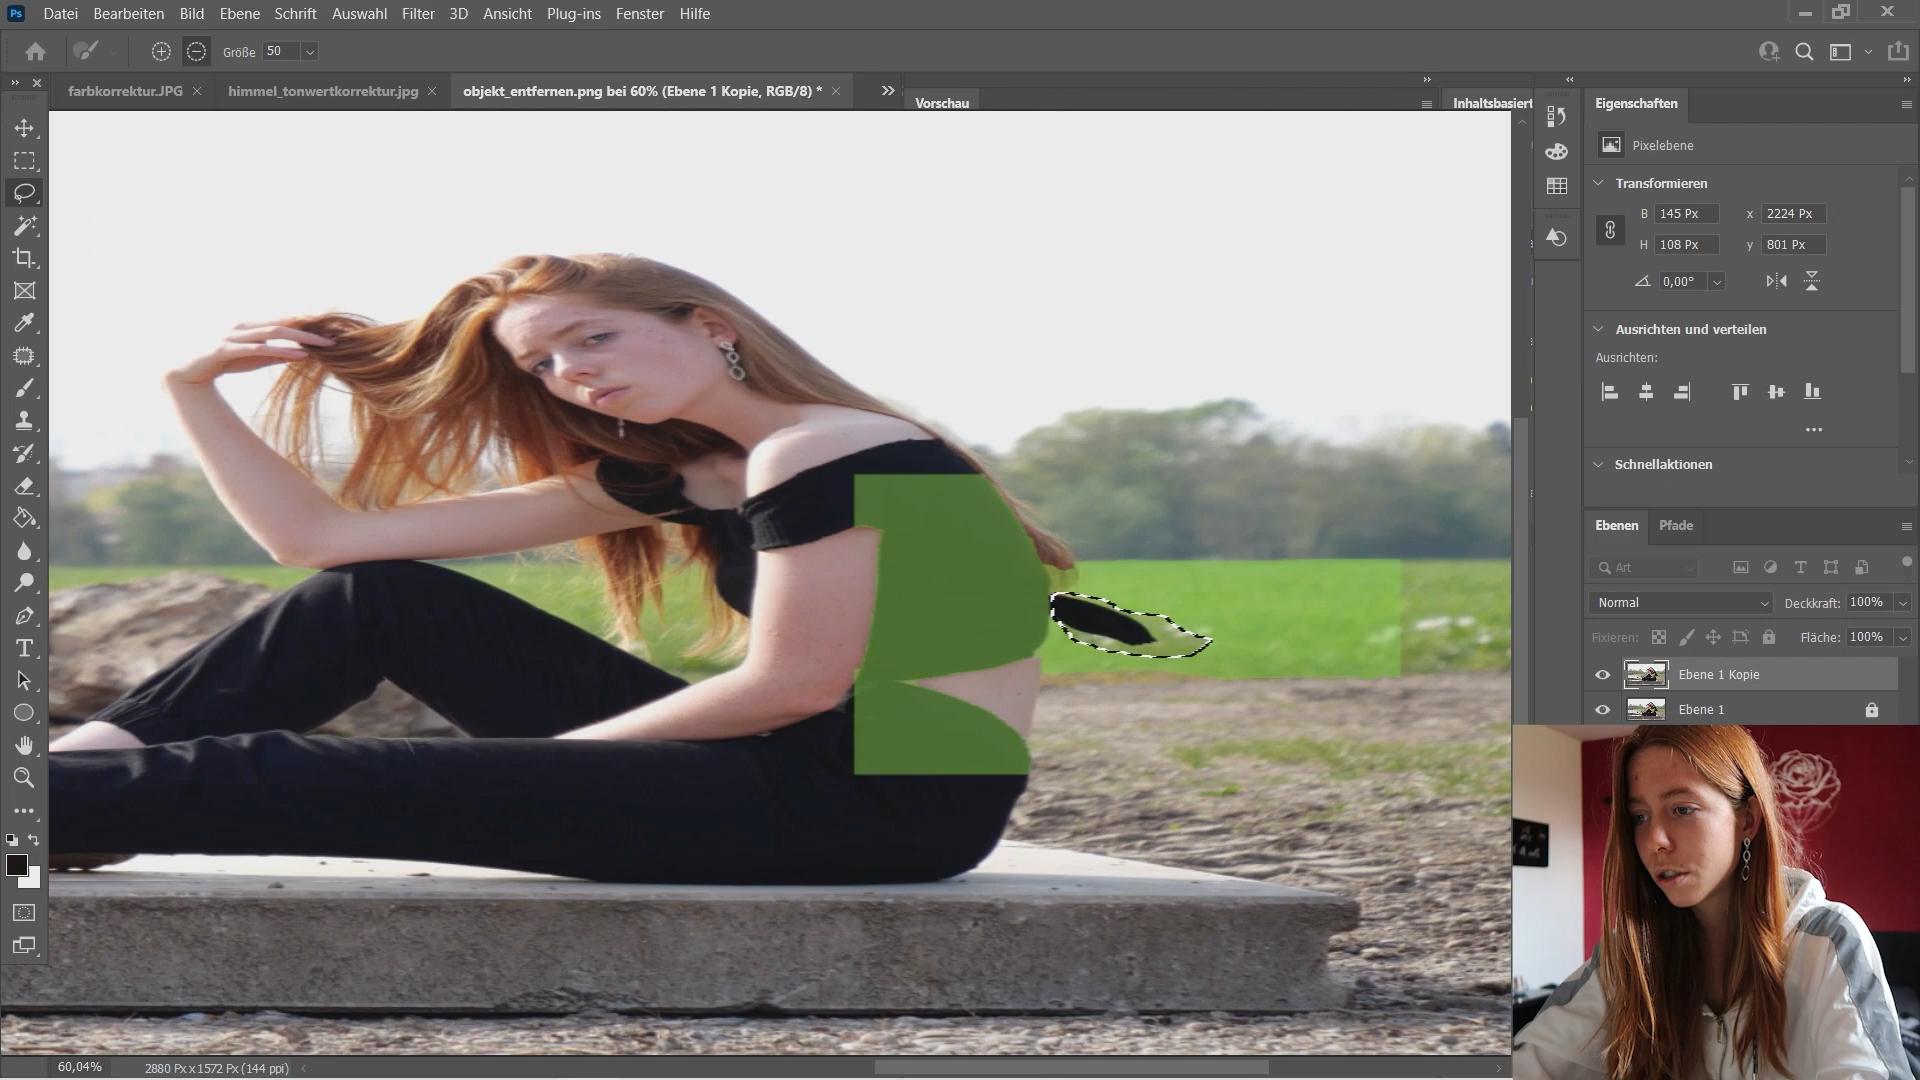 Ps Datei Bearbeiten Bild Ebene Schrift Auswahl Filter 3D Ansicht Plug-ins Fenster Hilfe
Größe 50
farbkorrektur.JPG × himmel_tonwertkorrektur.jpg × objekt_entfernen.png bei 60% (Ebene 1 Kopie, RGB/8) * ×
Vorschau
Inhaltsbasiert
Eigenschaften
Pixelebene
Transformieren
B 145 Px x 2224 Px
H 108 Px y 801 Px
0,00°
Ausrichten und verteilen
Ausrichten:
Schnellaktionen
Ebenen Pfade
Art
Normal Deckkraft: 100%
Fixieren: Fläche: 100%
Ebene 1 Kopie
Ebene 1
60,04% 2880 Px x 1572 Px (144 ppi)